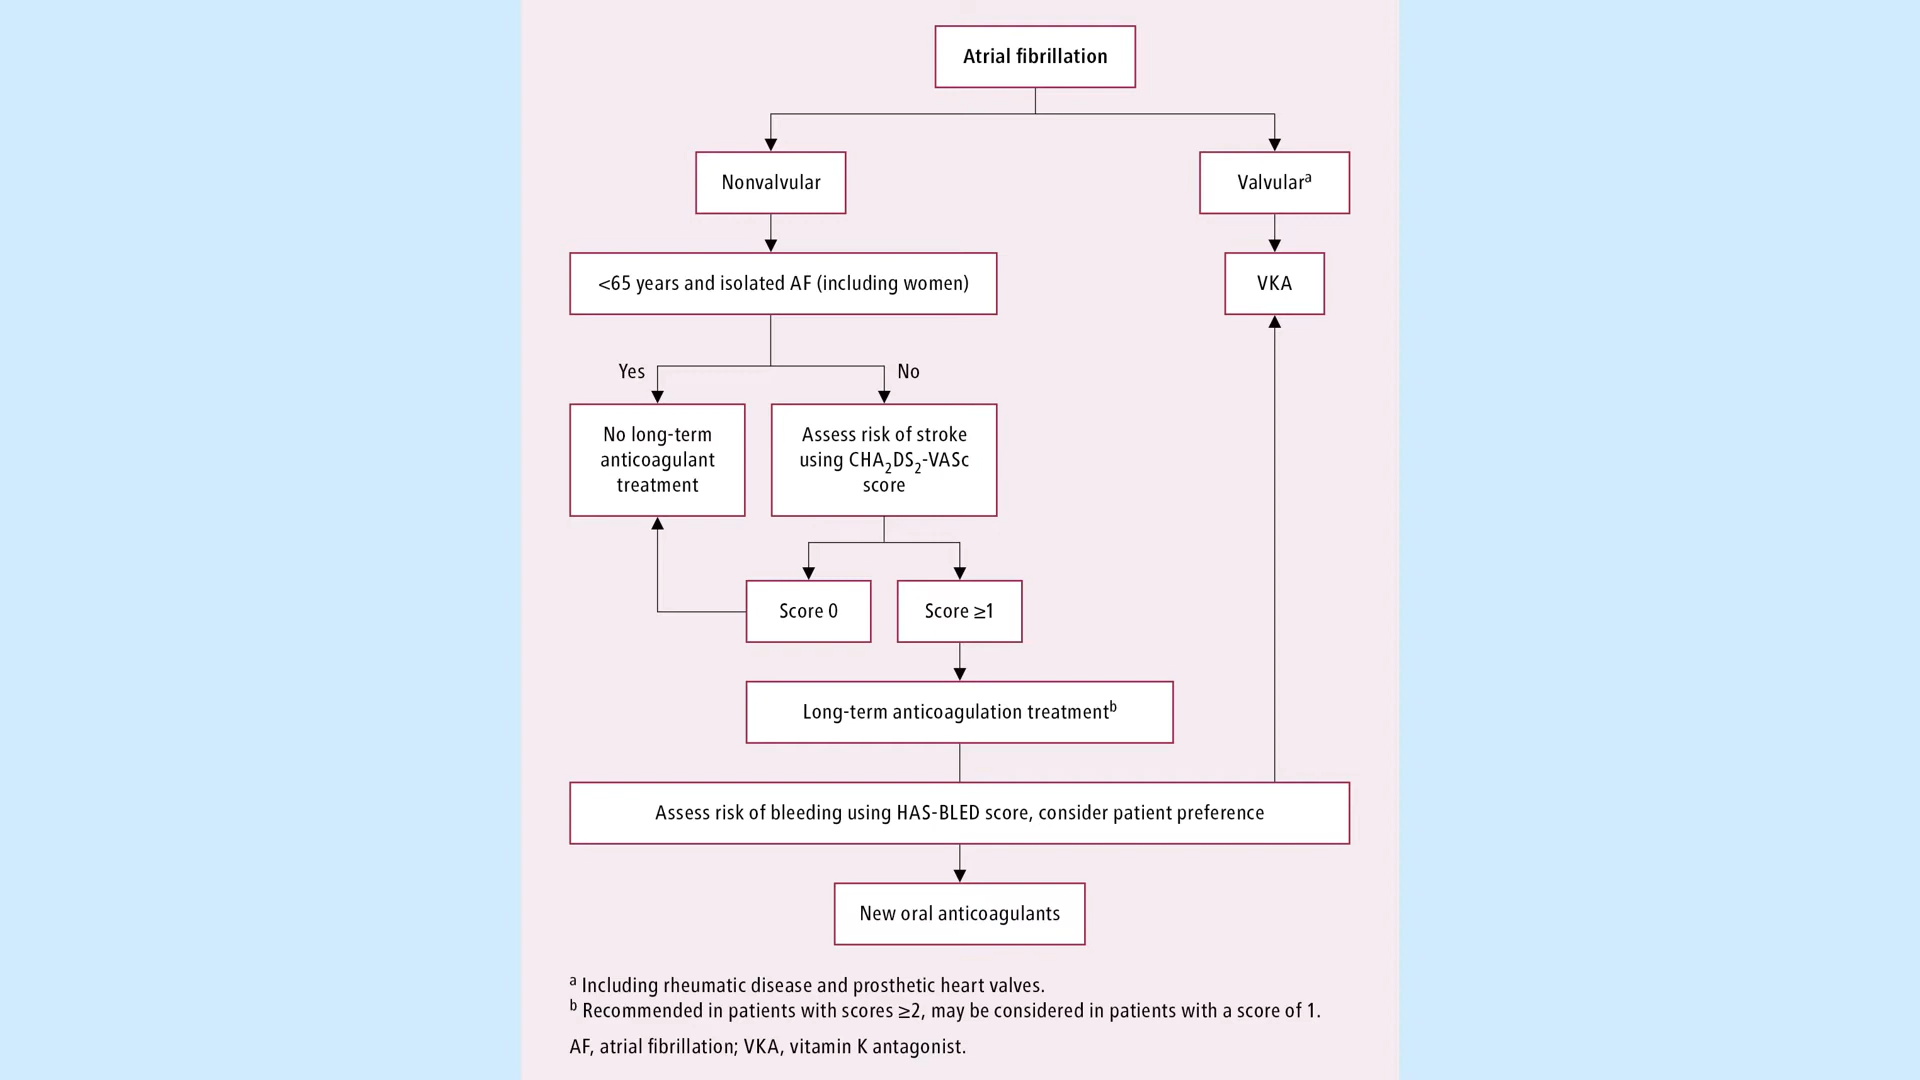 Atrial fibrillation
Nonvalvular
Valvularᵃ
<65 years and isolated AF (including women)
VKA
Yes
No
No long-term
anticoagulant
treatment
Assess risk of stroke
using CHA₂DS₂-VASc
score
Score 0
Score ≥1
Long-term anticoagulation treatmentᵇ
Assess risk of bleeding using HAS-BLED score, consider patient preference
New oral anticoagulants
ᵃ Including rheumatic disease and prosthetic heart valves.
ᵇ Recommended in patients with scores ≥2, may be considered in patients with a score of 1.
AF, atrial fibrillation; VKA, vitamin K antagonist.